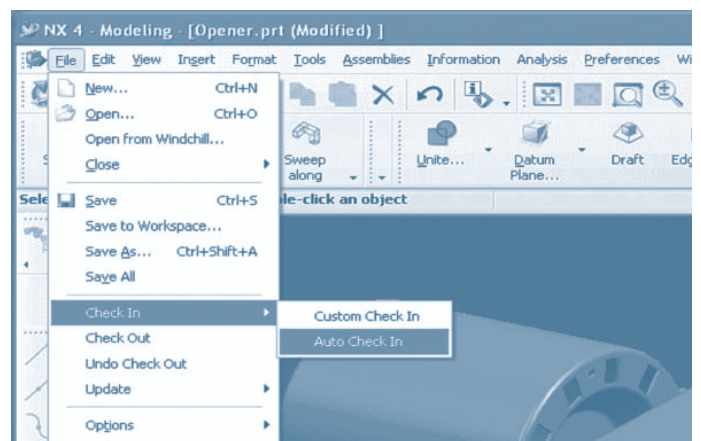 NX 4 - Modeling - [Opener.prt (Modified) ]
File Edit View Insert Format Tools Assemblies Information Analysis Preferences
New... Ctrl+N
Open... Ctrl+O
Open from Windchill...
Close
Save Ctrl+S
Save to Workspace...
Save As... Ctrl+Shift+A
Save All
Check In
Check Out
Undo Check Out
Update
Options
Custom Check In
Auto Check In
Sweep along
Unite...
Datum Plane...
Draft
an object